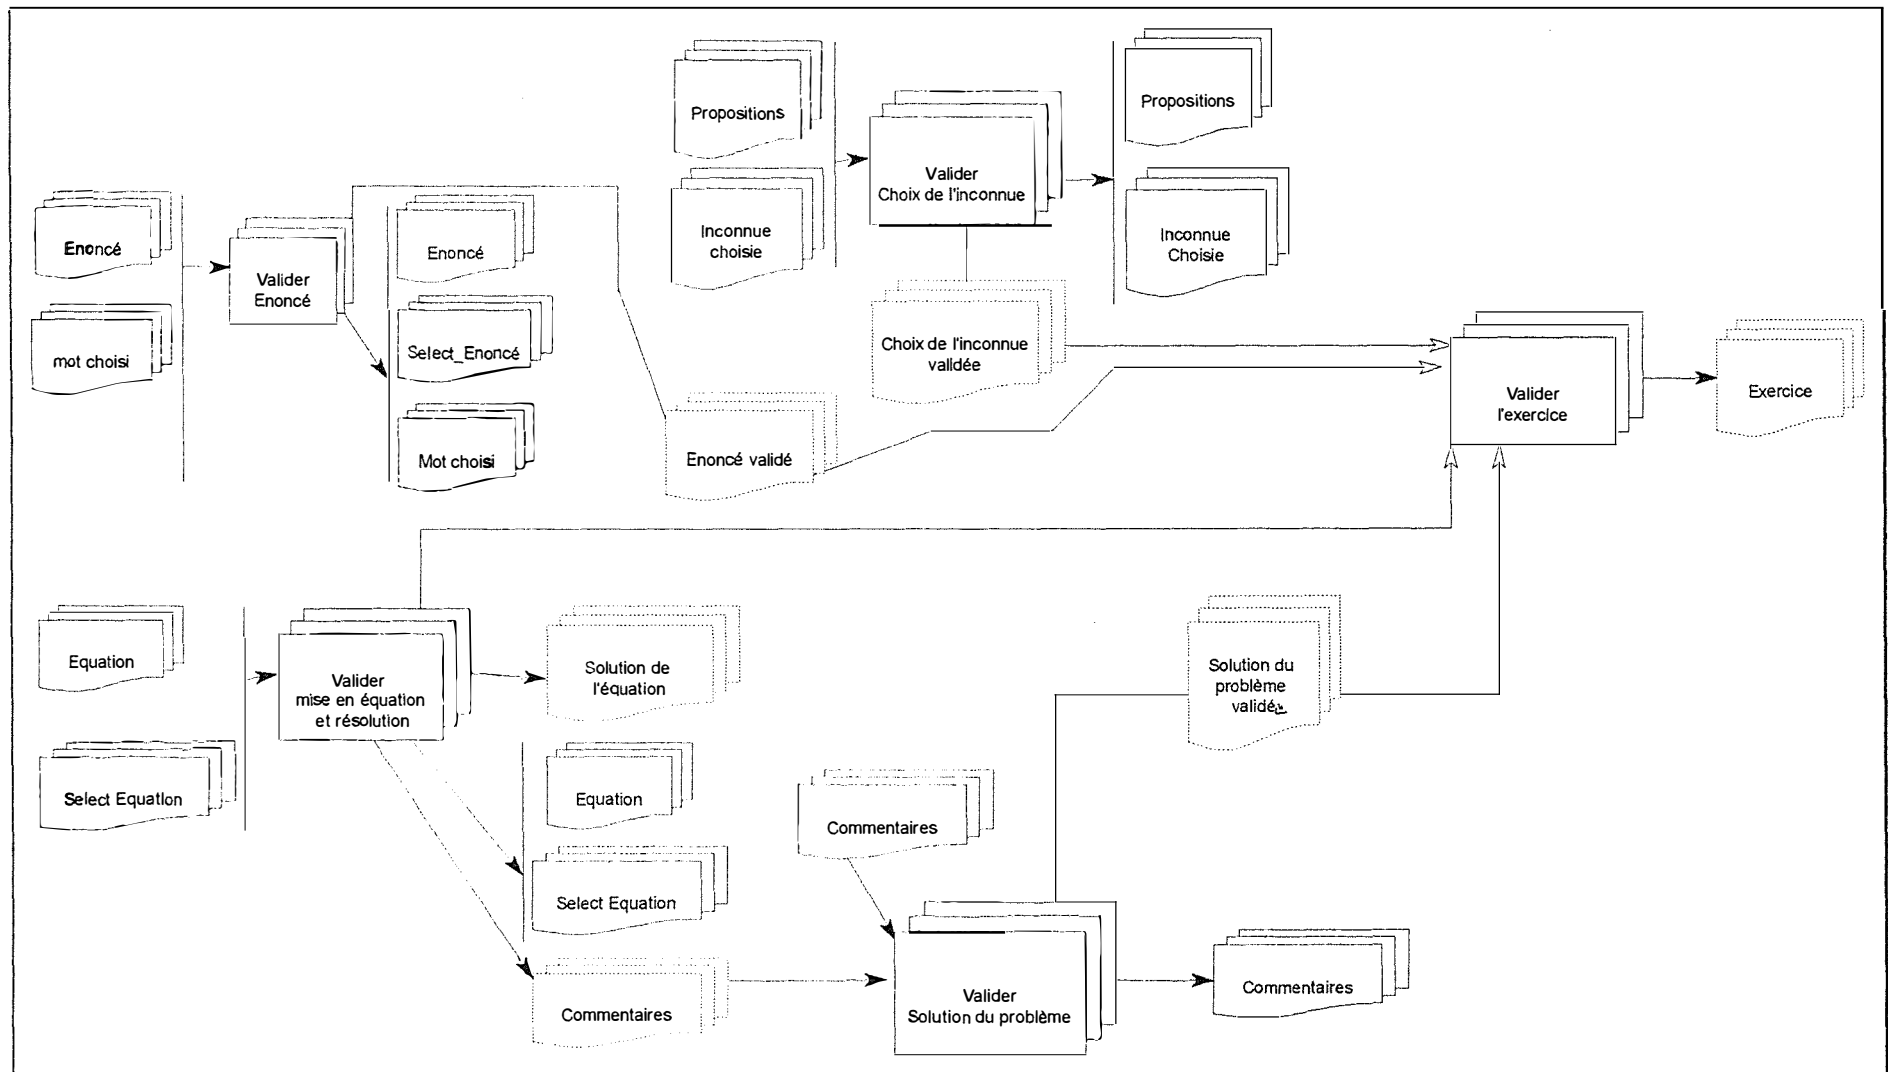 Propositions
Propositions
Valider
Choix de l'inconnue
Inconnue
choisie
Inconnue
Choisie
Enoncé
Valider
Enoncé
Enoncé
mot choisi
Select_Enoncé
Mot choisi
Choix de l'inconnue
validée
Enoncé validé
Valider
l'exercice
Exercice
Equation
Valider
mise en équation
et résolution
Solution de
l'équation
Solution du
problème
validé
Select Equation
Equation
Commentaires
Select Equation
Commentaires
Valider
Solution du problème
Commentaires